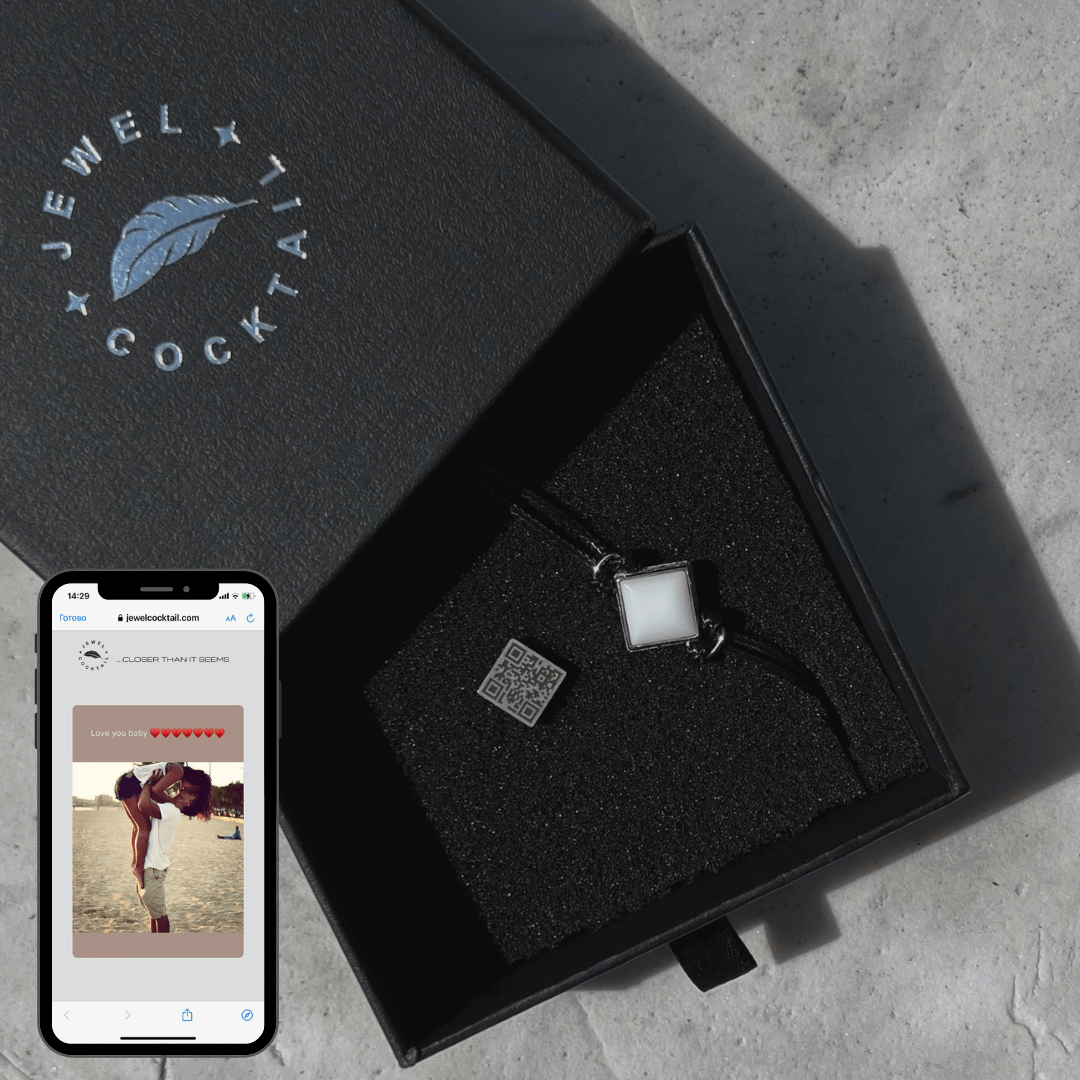 JEWEL
COCKTAIL
14:29
Готово
jewelcocktail.com
AA
JEWEL
COCKTAIL
...CLOSER THAN IT SEEMS
Love you baby ❤️❤️❤️❤️❤️❤️❤️